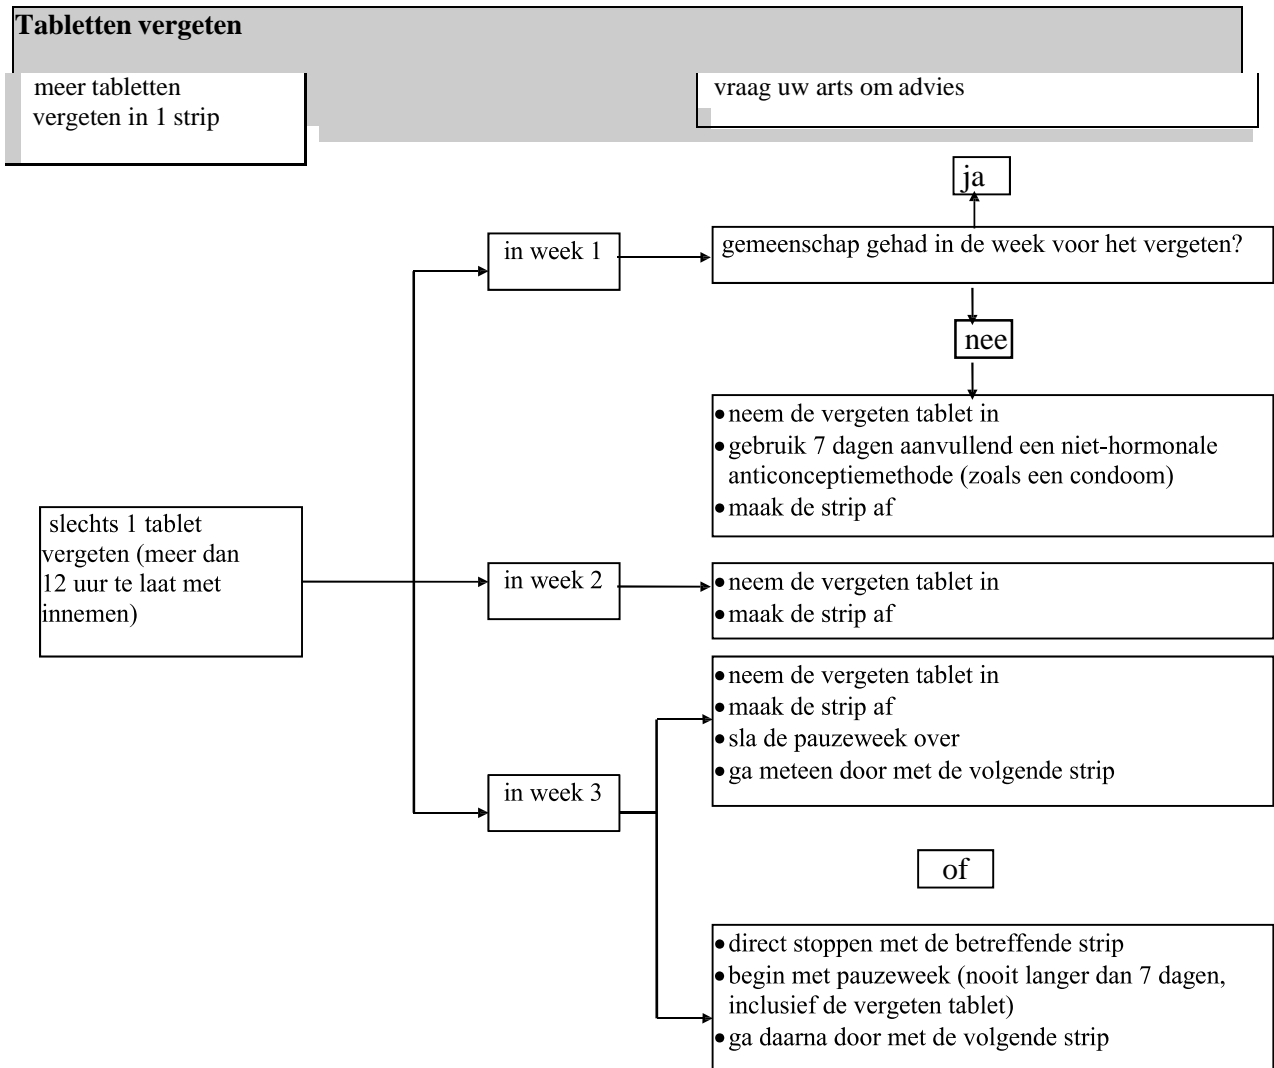 Tabletten vergeten
meer tabletten
vergeten in 1 strip
vraag uw arts om advies
ja
in week 1
gemeenschap gehad in de week voor het vergeten?
nee
•neem de vergeten tablet in
•gebruik 7 dagen aanvullend een niet-hormonale
anticonceptiemethode (zoals een condoom)
•maak de strip af
slechts 1 tablet
vergeten (meer dan
12 uur te laat met
innemen)
in week 2
•neem de vergeten tablet in
•maak de strip af
in week 3
•neem de vergeten tablet in
•maak de strip af
•sla de pauzeweek over
•ga meteen door met de volgende strip
of
•direct stoppen met de betreffende strip
•begin met pauzeweek (nooit langer dan 7 dagen,
inclusief de vergeten tablet)
•ga daarna door met de volgende strip